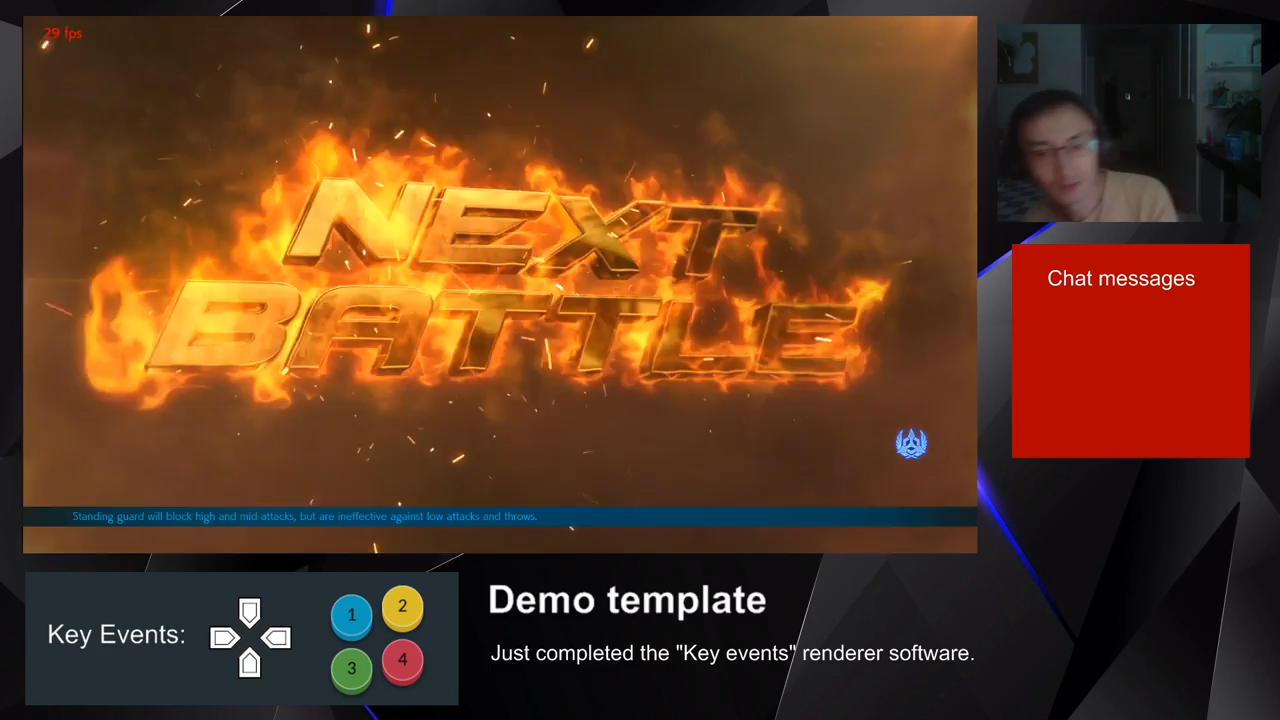 29 fps
NEXT
BATTLE
Standing guard will block high and mid attacks, but are ineffective against low attacks and throws.
Chat messages
Key Events:
1
2
3
4
Demo template
Just completed the "Key events" renderer software.